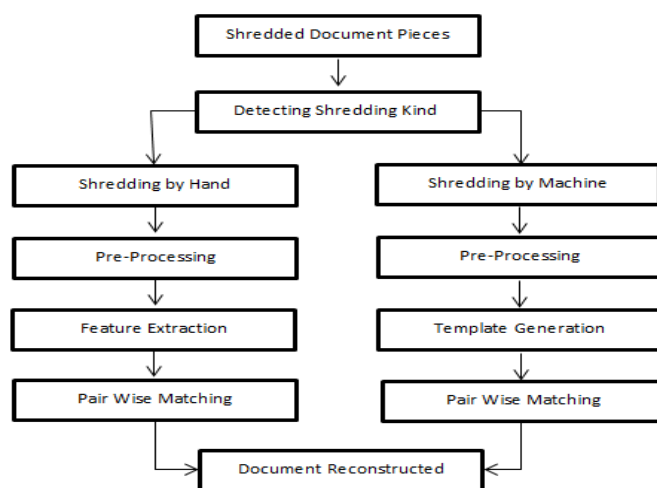 Shredded Document Pieces
Detecting Shredding Kind
Shredding by Hand
Shredding by Machine
Pre-Processing
Pre-Processing
Feature Extraction
Template Generation
Pair Wise Matching
Pair Wise Matching
Document Reconstructed